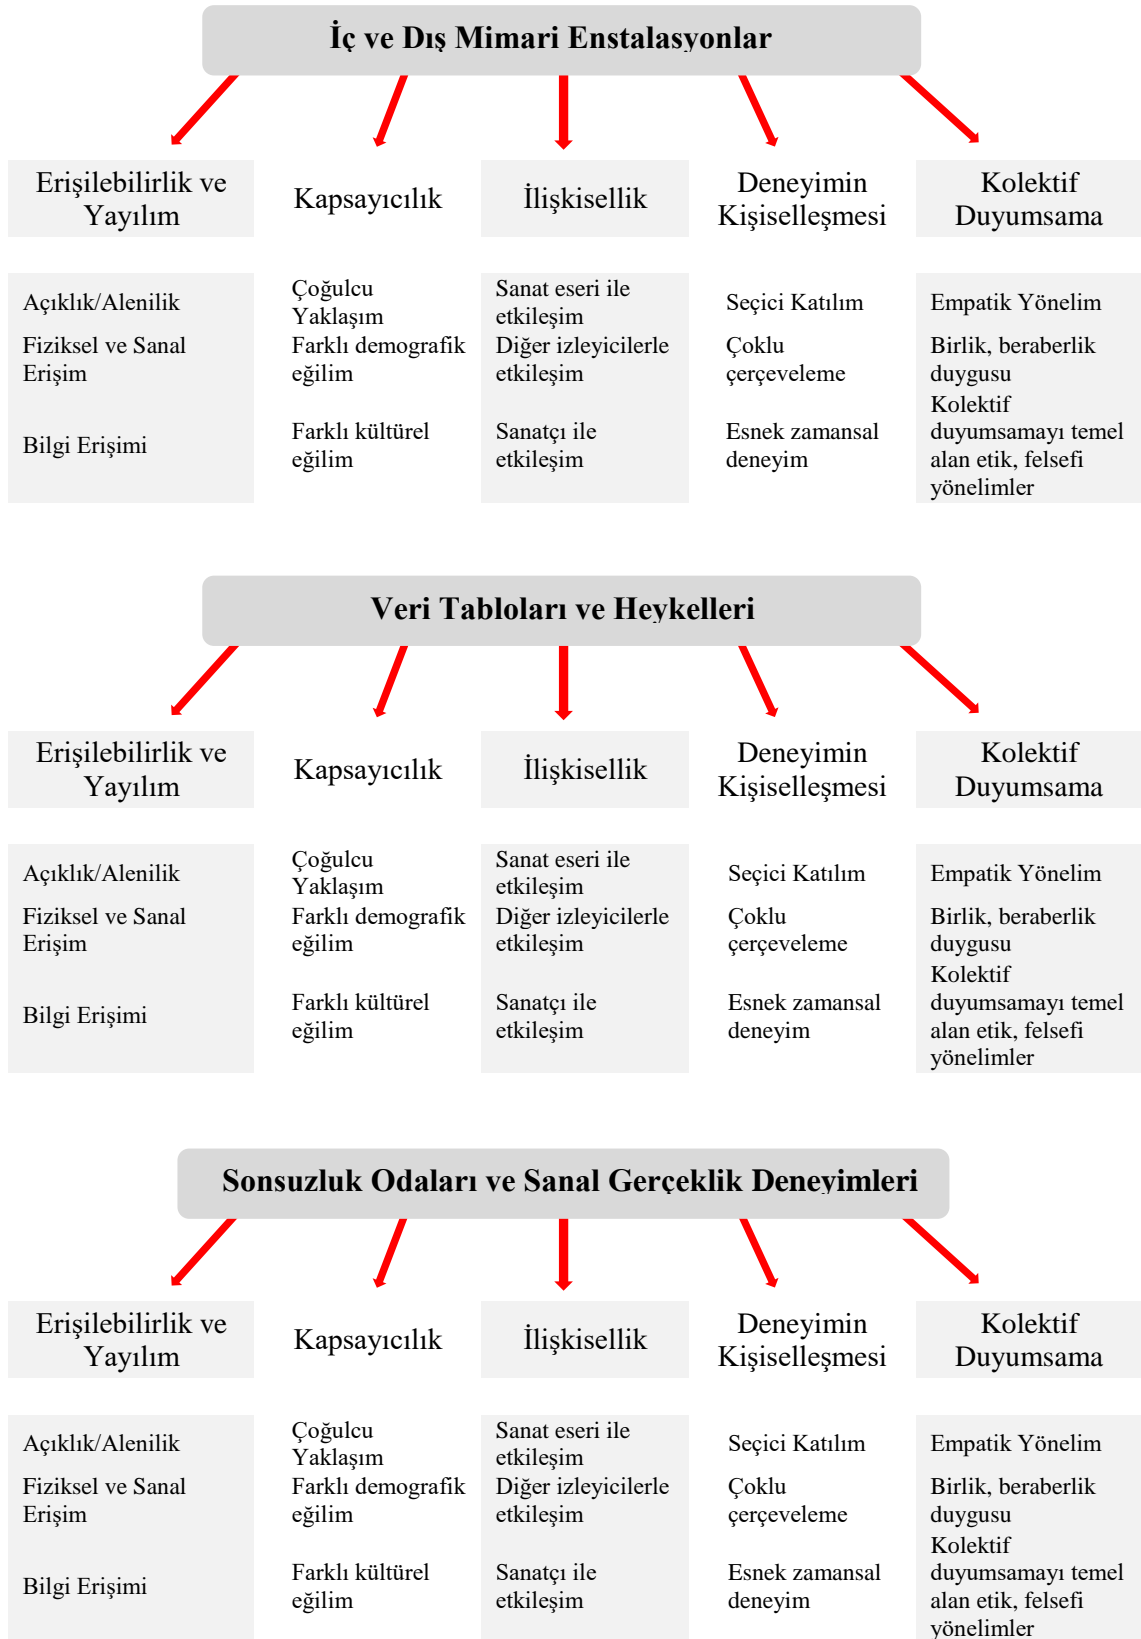 İç ve Dış Mimari Enstalasyonlar
Erişilebilirlik ve
Yayılım
Kapsayıcılık
İlişkisellik
Deneyimin
Kişiselleşmesi
Kolektif
Duyumsama
Açıklık/Alenilik
Çoğulcu
Yaklaşım
Sanat eseri ile
etkileşim
Seçici Katılım
Empatik Yönelim
Fiziksel ve Sanal
Erişim
Farklı demografik
eğilim
Diğer izleyicilerle
etkileşim
Çoklu
çerçeveleme
Birlik, beraberlik
duygusu
Bilgi Erişimi
Farklı kültürel
eğilim
Sanatçı ile
etkileşim
Esnek zamansal
deneyim
Kolektif
duyumsamayı temel
alan etik, felsefi
yönelimler
Veri Tabloları ve Heykelleri
Erişilebilirlik ve
Yayılım
Kapsayıcılık
İlişkisellik
Deneyimin
Kişiselleşmesi
Kolektif
Duyumsama
Açıklık/Alenilik
Çoğulcu
Yaklaşım
Sanat eseri ile
etkileşim
Seçici Katılım
Empatik Yönelim
Fiziksel ve Sanal
Erişim
Farklı demografik
eğilim
Diğer izleyicilerle
etkileşim
Çoklu
çerçeveleme
Birlik, beraberlik
duygusu
Bilgi Erişimi
Farklı kültürel
eğilim
Sanatçı ile
etkileşim
Esnek zamansal
deneyim
Kolektif
duyumsamayı temel
alan etik, felsefi
yönelimler
Sonsuzluk Odaları ve Sanal Gerçeklik Deneyimleri
Erişilebilirlik ve
Yayılım
Kapsayıcılık
İlişkisellik
Deneyimin
Kişiselleşmesi
Kolektif
Duyumsama
Açıklık/Alenilik
Çoğulcu
Yaklaşım
Sanat eseri ile
etkileşim
Seçici Katılım
Empatik Yönelim
Fiziksel ve Sanal
Erişim
Farklı demografik
eğilim
Diğer izleyicilerle
etkileşim
Çoklu
çerçeveleme
Birlik, beraberlik
duygusu
Bilgi Erişimi
Farklı kültürel
eğilim
Sanatçı ile
etkileşim
Esnek zamansal
deneyim
Kolektif
duyumsamayı temel
alan etik, felsefi
yönelimler